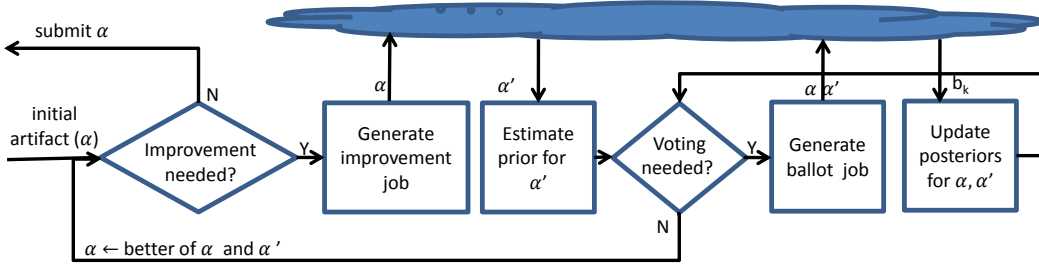 submit α
N
initial
artifact (α)
Improvement
needed?
Y
Generate
improvement
job
α
α’
Estimate
prior for
α’
Voting
needed?
Y
N
Generate
ballot job
α α’
b_k
Update
posteriors
for α, α’
α ← better of α and α ’